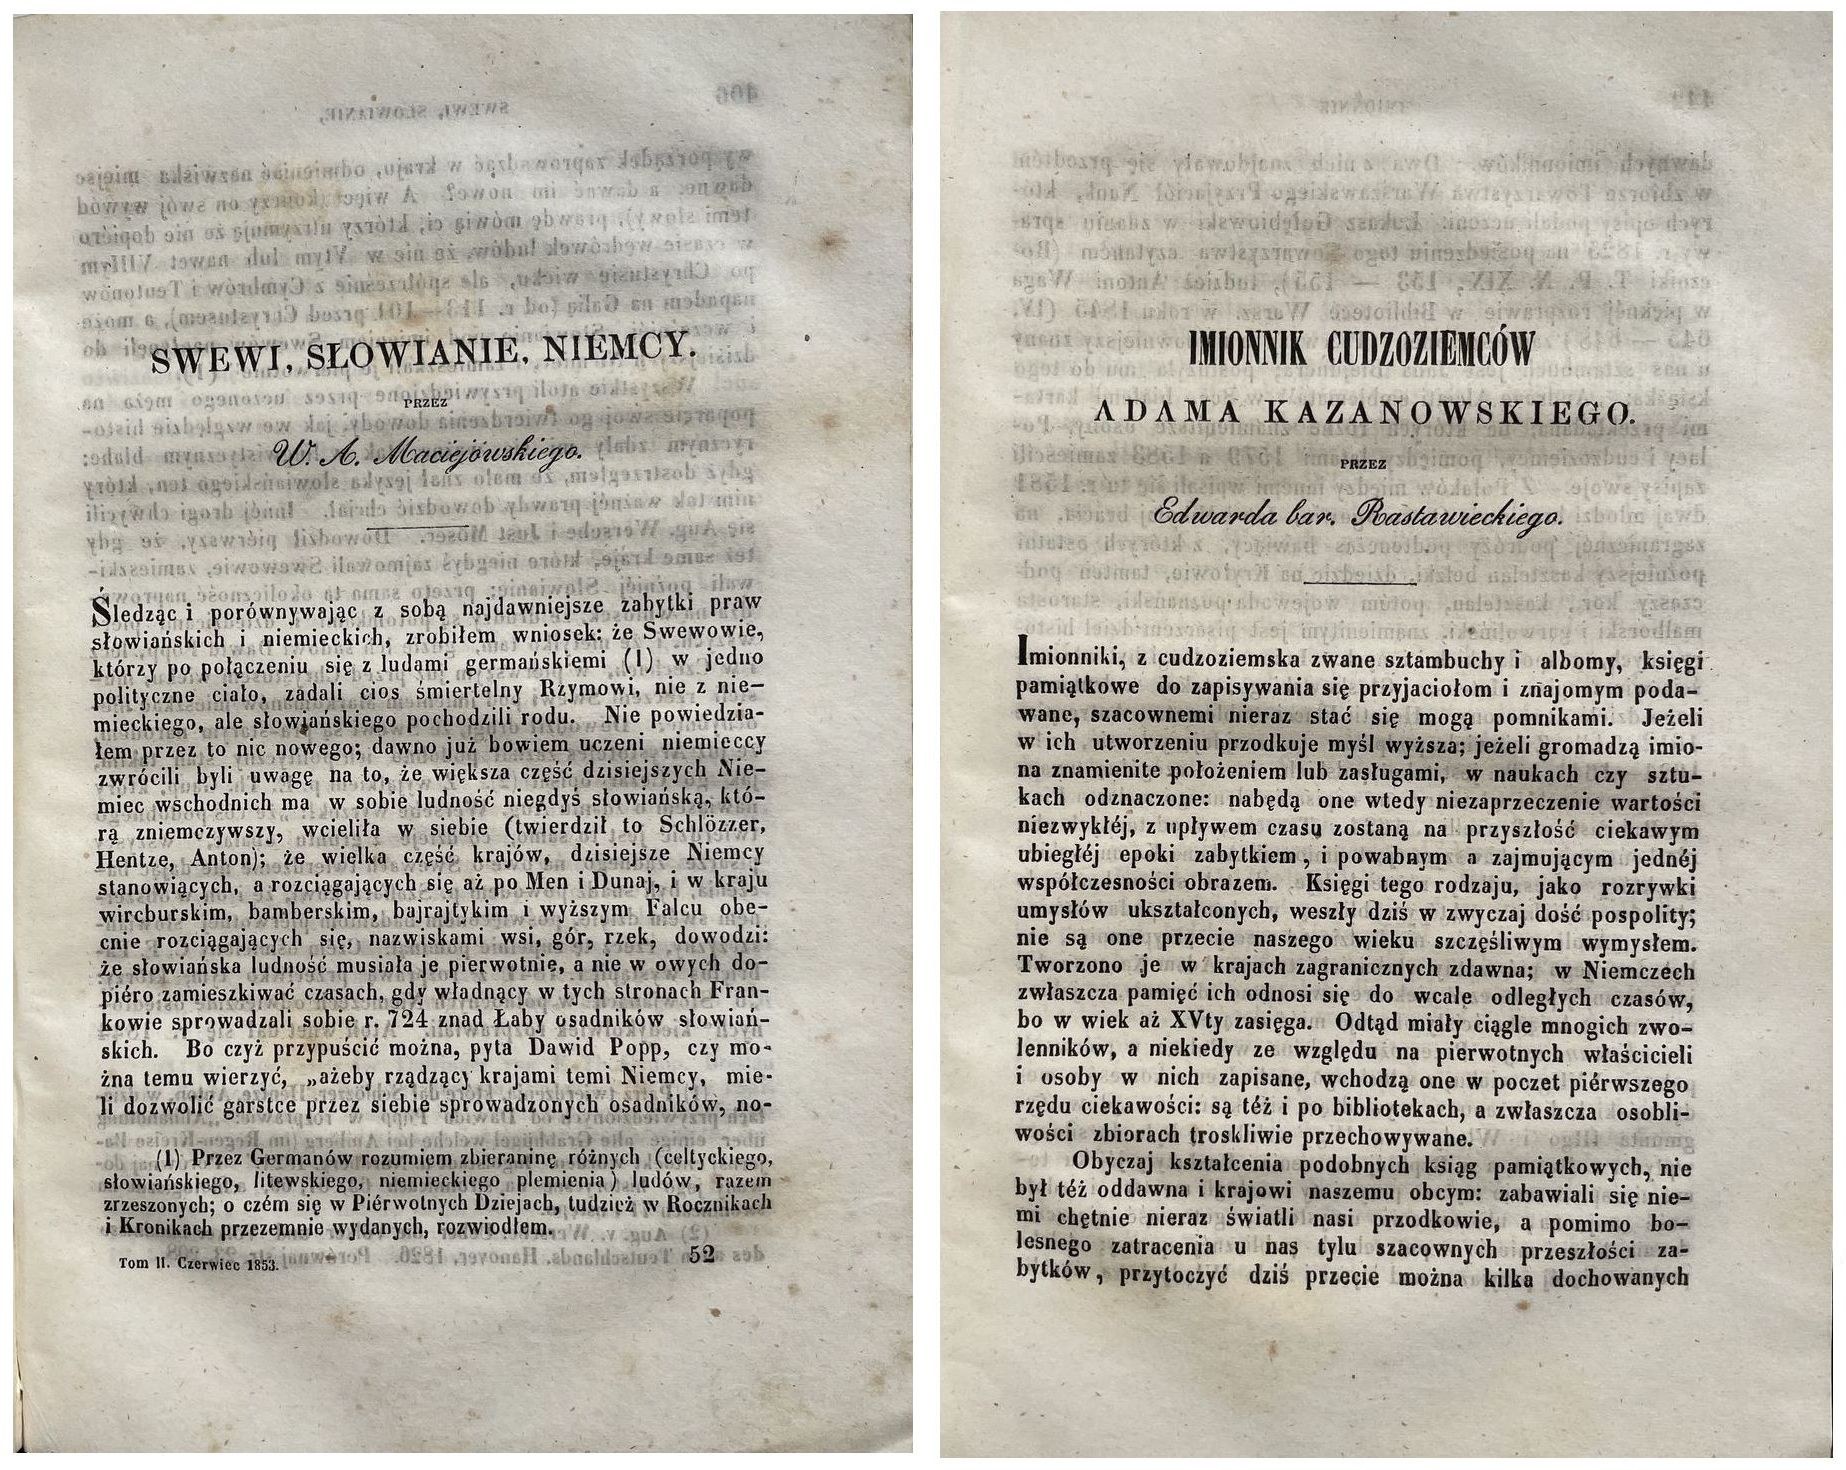 SWEWI, SŁOWIANIE, NIEMCY.
PRZEZ
W. A. Maciejowskiego.
Śledząc i porównywając z sobą najdawniejsze zabytki praw
słowiańskich i niemieckich, zrobiłem wniosek: że Swewowie,
którzy po połączeniu się z ludami germańskiemi (1) w jedno
polityczne ciało, zadali cios śmiertelny Rzymowi, nie z nie–
mieckiego, ale słowiańskiego pochodzili rodu. Nie powiedzia-
łem przez to nic nowego; dawno już bowiem uczeni niemieccy
zwrócili byli uwagę na to, że większa część dzisiejszych Nie–
miec wschodnich ma w sobie ludność niegdyś słowiańską, któ–
rą zniemczywszy, wcieliła w siebie (twierdził to Schlözzer,
Hentze, Anton); że wielka część krajów, dzisiejsze Niemcy
stanowiących, a rozciągających się aż po Men i Dunaj, i w kraju
wircburskim, bamberskim, bajrajtykim i wyższym Falcu obe–
cnie rozciągających się, nazwiskami wsi, gór, rzek, dowodzi:
że słowiańska ludność musiała je pierwotnie, a nie w owych do–
piéro zamieszkiwać czasach, gdy władnący w tych stronach Fran–
kowie sprowadzali sobie r. 724 znad Łaby osadników słowiań–
skich. Bo czyż przypuścić można, pyta Dawid Popp, czy mo-
żna temu wierzyć, „ażeby rządzący krajami temi Niemcy, mie-
li dozwolić garstce przez siebie sprowadzonych osadników, no-
(1) Przez Germanów rozumiem zbieraninę różnych (celtyckiego,
słowiańskiego, litewskiego, niemieckiego plemienia) ludów, razem
zrzeszonych; o czém się w Piérwotnych Dziejach, tudzież w Rocznikach
i Kronikach przezemnie wydanych, rozwiodłem.
Tom II. Czerwiec 1853. 52
IMIONNIK CUDZOZIEMCÓW
ADAMA KAZANOWSKIEGO.
PRZEZ
Edwarda bar. Rastawieckiego.
Imionniki, z cudzoziemska zwane sztambuchy i albomy, księgi
pamiątkowe do zapisywania się przyjaciołom i znajomym poda–
wane, szacownemi nieraz stać się mogą pomnikami. Jeżeli
w ich utworzeniu przodkuje myśl wyższa; jeżeli gromadzą imio-
na znamienite położeniem lub zasługami, w naukach czy sztu–
kach odznaczone: nabędą one wtedy niezaprzeczenie wartości
niezwykłéj, z upływem czasu zostaną na przyszłość ciekawym
ubiegłéj epoki zabytkiem, i powabnym a zajmującym jednéj
współczesności obrazem. Księgi tego rodzaju, jako rozrywki
umysłów ukształconych, weszły dziś w zwyczaj dość pospolity;
nie są one przecie naszego wieku szczęśliwym wymysłem.
Tworzono je w krajach zagranicznych zdawna; w Niemczech
zwłaszcza pamięć ich odnosi się do wcale odległych czasów,
bo w wiek aż XVty zasięga. Odtąd miały ciągle mnogich zwo–
lenników, a niekiedy ze względu na pierwotnych właścicieli
i osoby w nich zapisane, wchodzą one w poczet piérwszego
rzędu ciekawości: są téż i po bibliotekach, a zwłaszcza osobli–
wości zbiorach troskliwie przechowywane.
Obyczaj kształcenia podobnych ksiąg pamiątkowych, nie
był téż oddawna i krajowi naszemu obcym: zabawiali się nie–
mi chętnie nieraz światli nasi przodkowie, a pomimo bo–
lesnego zatracenia u nas tylu szacownych przeszłości za–
bytków, przytoczyć dziś przecie można kilka dochowanych